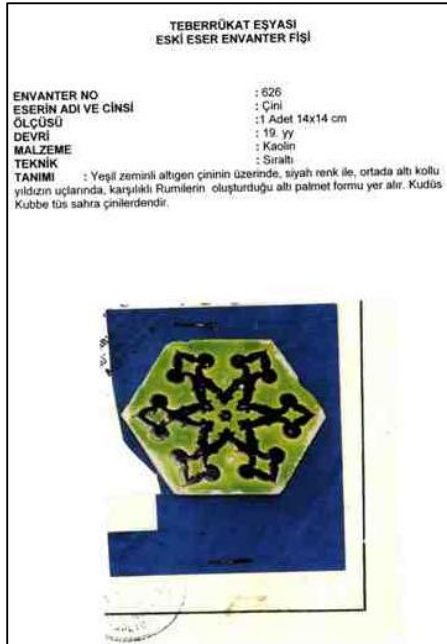 TEBERRÜKAT EŞYASI
ESKİ ESER ENVANTER FİŞİ
ENVANTER NO : 626
ESERİN ADI VE CİNSİ : Çini
ÖLÇÜSÜ :1 Adet 14x14 cm
DEVRİ : 19. yy
MALZEME : Kaolin
TEKNİK : Sıraltı
TANIMI : Yeşil zeminli altıgen çininin üzerinde, siyah renk ile, ortada altı kollu
yıldızın uçlarında, karşılıklı Rumilerin oluşturduğu altı palmet formu yer alır. Kudüs
Kubbe tüs sahra çinilerdendir.